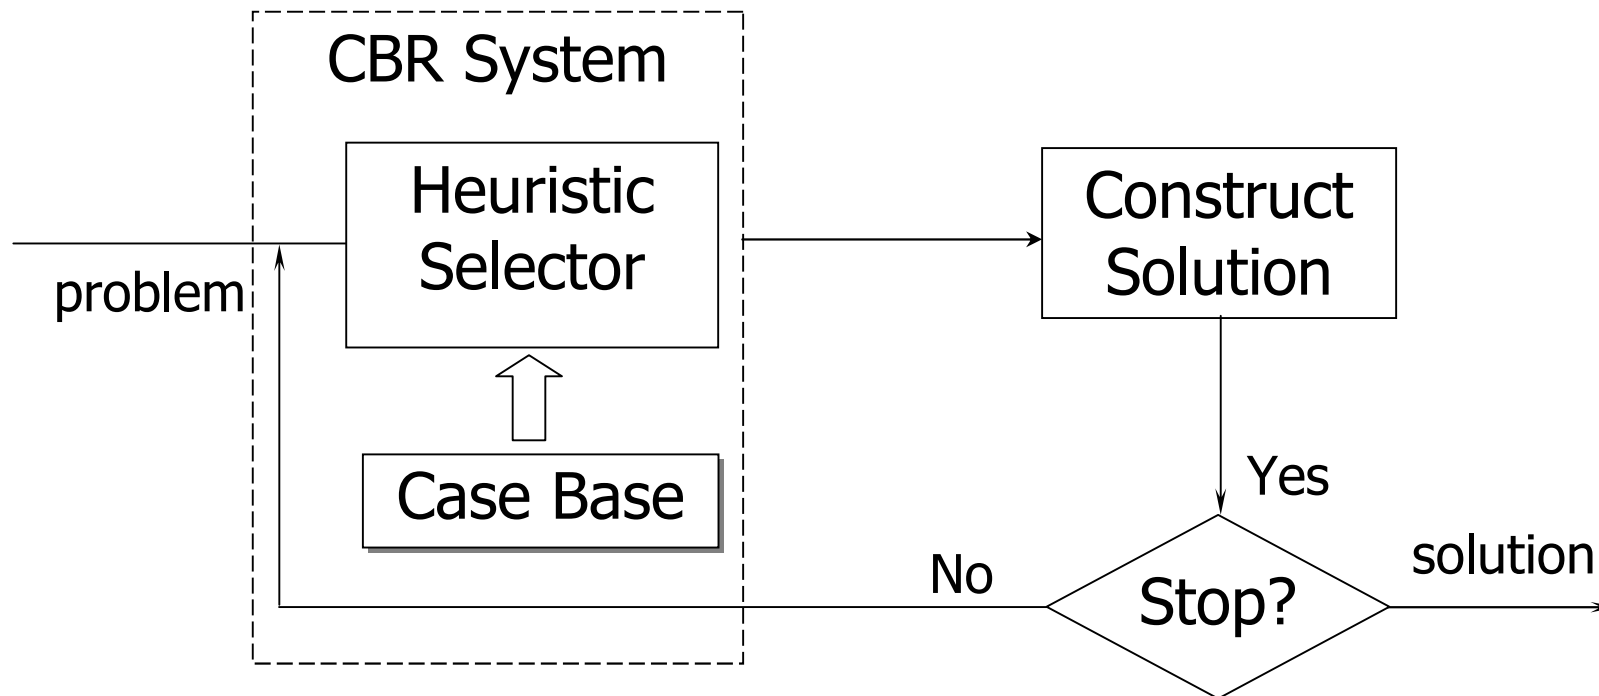 CBR System
Heuristic
Selector
problem
Case Base
Construct
Solution
Yes
No
Stop?
solution